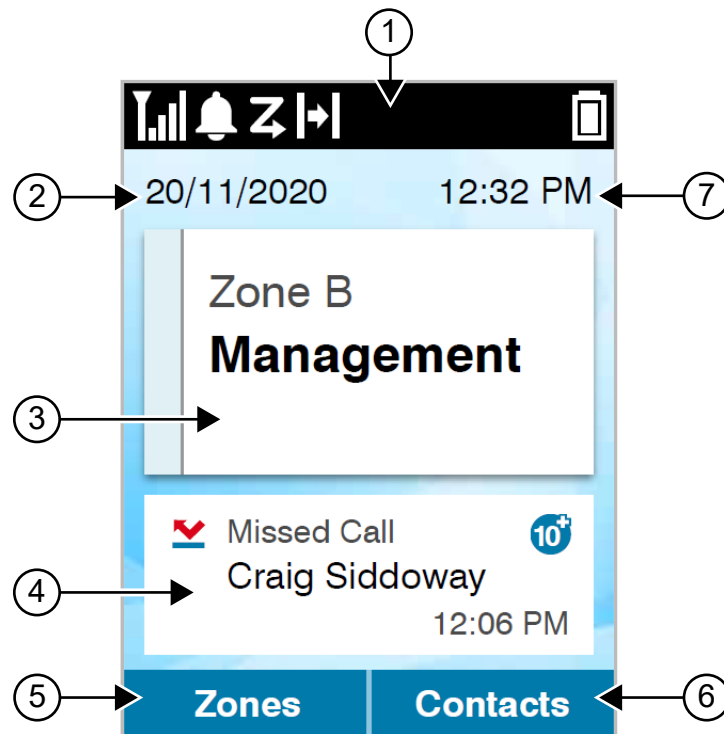 1
2
20/11/2020
12:32 PM
7
Zone B
Management
3
Missed Call
10+
Craig Siddoway
4
12:06 PM
5
Zones
Contacts
6